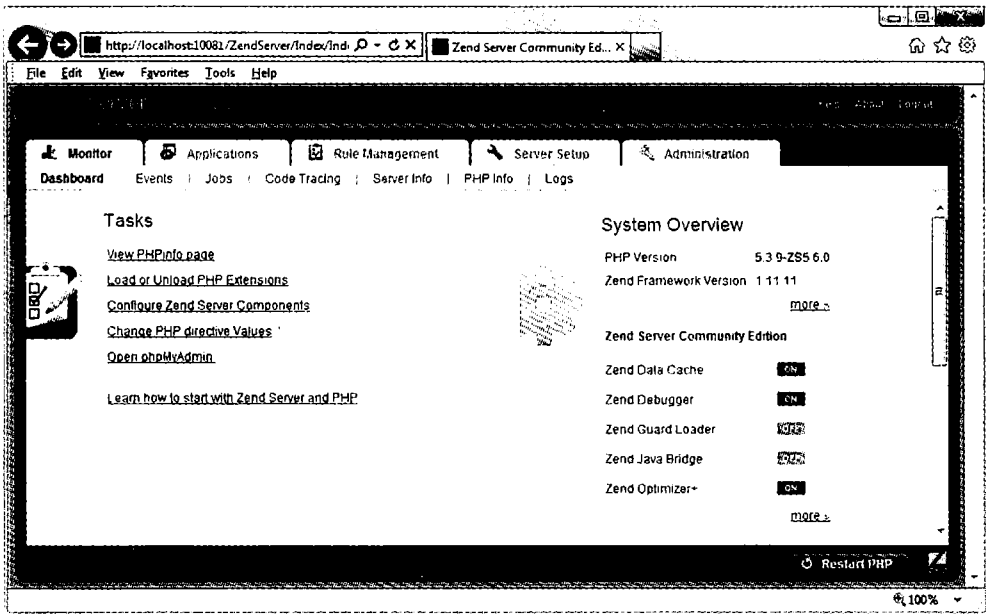 http://localhost:10081/ZendServer/Index/Ind
Zend Server Community Ed...
File Edit View Favorites Tools Help
About Logout
Monitor Applications Rule Management Server Setup Administration
Dashboard Events | Jobs | Code Tracing | Server Info | PHP Info | Logs
Tasks
View PHPinfo page
Load or Unload PHP Extensions
Configure Zend Server Components
Change PHP directive Values
Open phpMyAdmin
Learn how to start with Zend Server and PHP
System Overview
PHP Version 5.3.9-ZS5.6.0
Zend Framework Version 1.11.11
more »
Zend Server Community Edition
Zend Data Cache ON
Zend Debugger ON
Zend Guard Loader
Zend Java Bridge
Zend Optimizer+ ON
more »
Restart PHP
100%